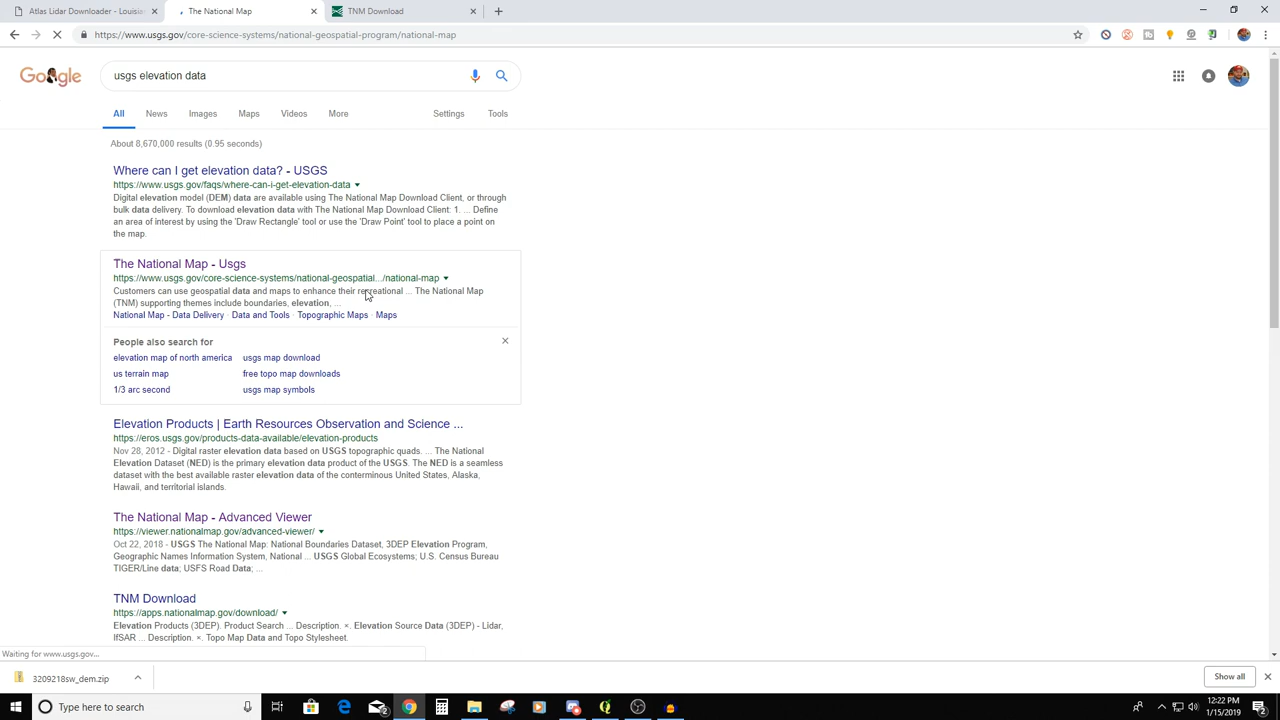 Atlas Lidar Downloader - Louisia
The National Map
TNM Download
https://www.usgs.gov/core-science-systems/national-geospatial-program/national-map
Google
usgs elevation data
All
News
Images
Maps
Videos
More
Settings
Tools
About 8,670,000 results (0.95 seconds)
Where can I get elevation data? - USGS
https://www.usgs.gov/faqs/where-can-i-get-elevation-data
Digital elevation model (DEM) data are available using The National Map Download Client, or through
bulk data delivery. To download elevation data with The National Map Download Client: 1. ... Define
an area of interest by using the 'Draw Rectangle' tool or use the 'Draw Point' tool to place a point on
the map.
The National Map - Usgs
https://www.usgs.gov/core-science-systems/national-geospatial.../national-map
Customers can use geospatial data and maps to enhance their recreational ... The National Map
(TNM) supporting themes include boundaries, elevation, ...
National Map - Data Delivery · Data and Tools · Topographic Maps · Maps
People also search for
elevation map of north america
usgs map download
us terrain map
free topo map downloads
1/3 arc second
usgs map symbols
Elevation Products | Earth Resources Observation and Science ...
https://eros.usgs.gov/products-data-available/elevation-products
Nov 28, 2012 - Digital raster elevation data based on USGS topographic quads. ... The National
Elevation Dataset (NED) is the primary elevation data product of the USGS. The NED is a seamless
dataset with the best available raster elevation data of the conterminous United States, Alaska,
Hawaii, and territorial islands.
The National Map - Advanced Viewer
https://viewer.nationalmap.gov/advanced-viewer/
Oct 22, 2018 - USGS The National Map: National Boundaries Dataset, 3DEP Elevation Program,
Geographic Names Information System, National ... USGS Global Ecosystems; U.S. Census Bureau
TIGER/Line data; USFS Road Data; ...
TNM Download
https://apps.nationalmap.gov/download/
Elevation Products (3DEP). Product Search ... Description. ×. Elevation Source Data (3DEP) - Lidar,
IfSAR ... Description. ×. Topo Map Data and Topo Stylesheet.
Waiting for www.usgs.gov...
3209218sw_dem.zip
Show all
Type here to search
2
12:22 PM
1/15/2019
2